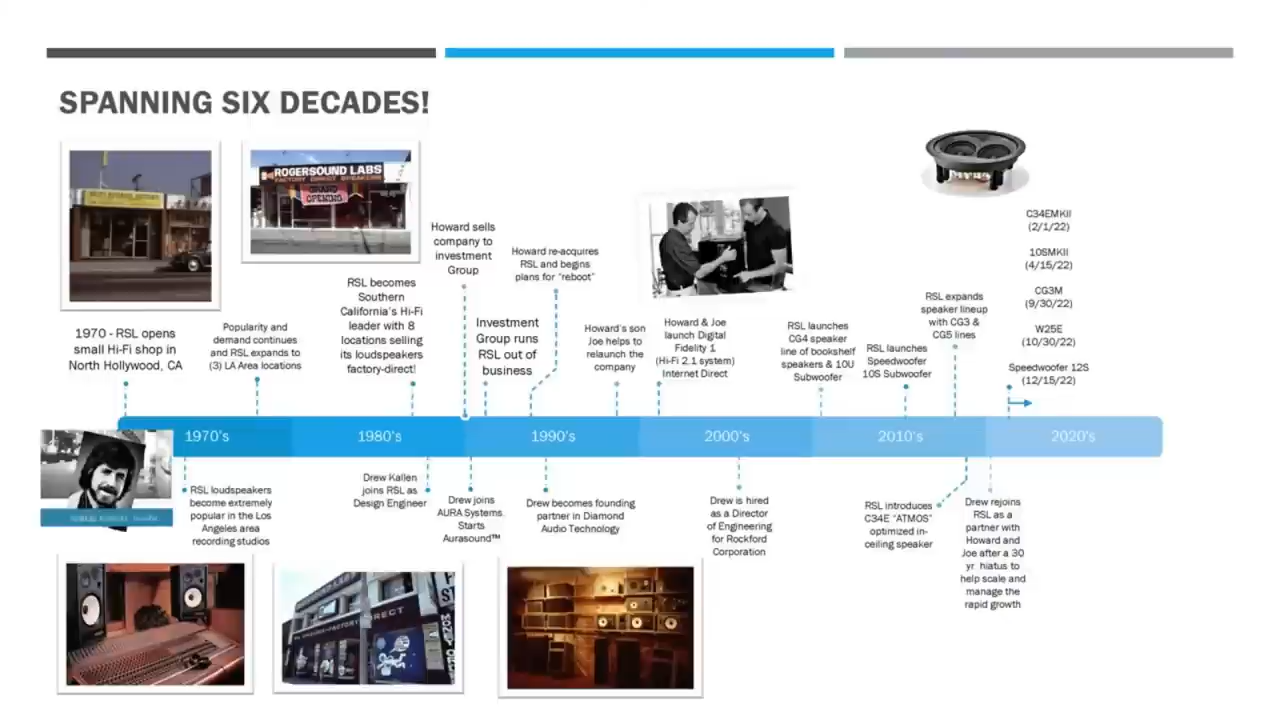 SPANNING SIX DECADES!
ROGERSOUND LABS
FACTORY DIRECT SPEAKERS
GRAND
OPENING
1970 - RSL opens
small Hi-Fi shop in
North Hollywood, CA
Popularity and
demand continues
and RSL expands to
(3) LA Area locations
RSL becomes
Southern
California's Hi-Fi
leader with 8
locations selling
its loudspeakers
factory-direct!
Howard sells
company to
investment
Group
Investment
Group runs
RSL out of
business
Howard re-acquires
RSL and begins
plans for "reboot"
Howard's son
Joe helps to
relaunch the
company
Howard & Joe
launch Digital
Fidelity 1
(Hi-Fi 2.1 system)
Internet Direct
RSL launches
CG4 speaker
line of bookshelf
speakers & 10U
Subwoofer
RSL launches
Speedwoofer
10S Subwoofer
RSL expands
speaker lineup
with CG3 &
CG5 lines
C34EMKII
(2/1/22)
10SMKII
(4/15/22)
CG3M
(9/30/22)
W25E
(10/30/22)
Speedwoofer 12S
(12/15/22)
1970's
1980's
1990's
2000's
2010's
2020's
RSL loudspeakers
become extremely
popular in the Los
Angeles area
recording studios
Drew Kallen
joins RSL as
Design Engineer
Drew joins
AURA Systems.
Starts
Aurasound™
Drew becomes founding
partner in Diamond
Audio Technology
Drew is hired
as a Director
of Engineering
for Rockford
Corporation
RSL introduces
C34E "ATMOS"
optimized in-
ceiling speaker
Drew rejoins
RSL as a
partner with
Howard and
Joe after a 30
yr. hiatus to
help scale and
manage the
rapid growth